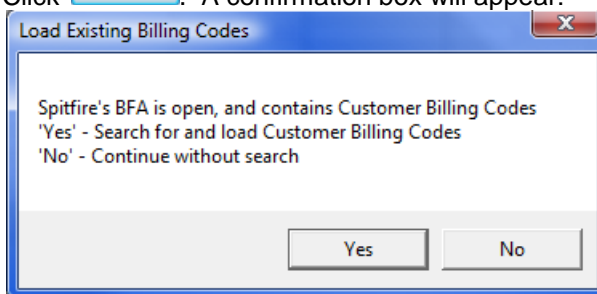 Click . A confirmation box will appear.
Load Existing Billing Codes
Spitfire's BFA is open, and contains Customer Billing Codes
'Yes' - Search for and load Customer Billing Codes
'No' - Continue without search
Yes No